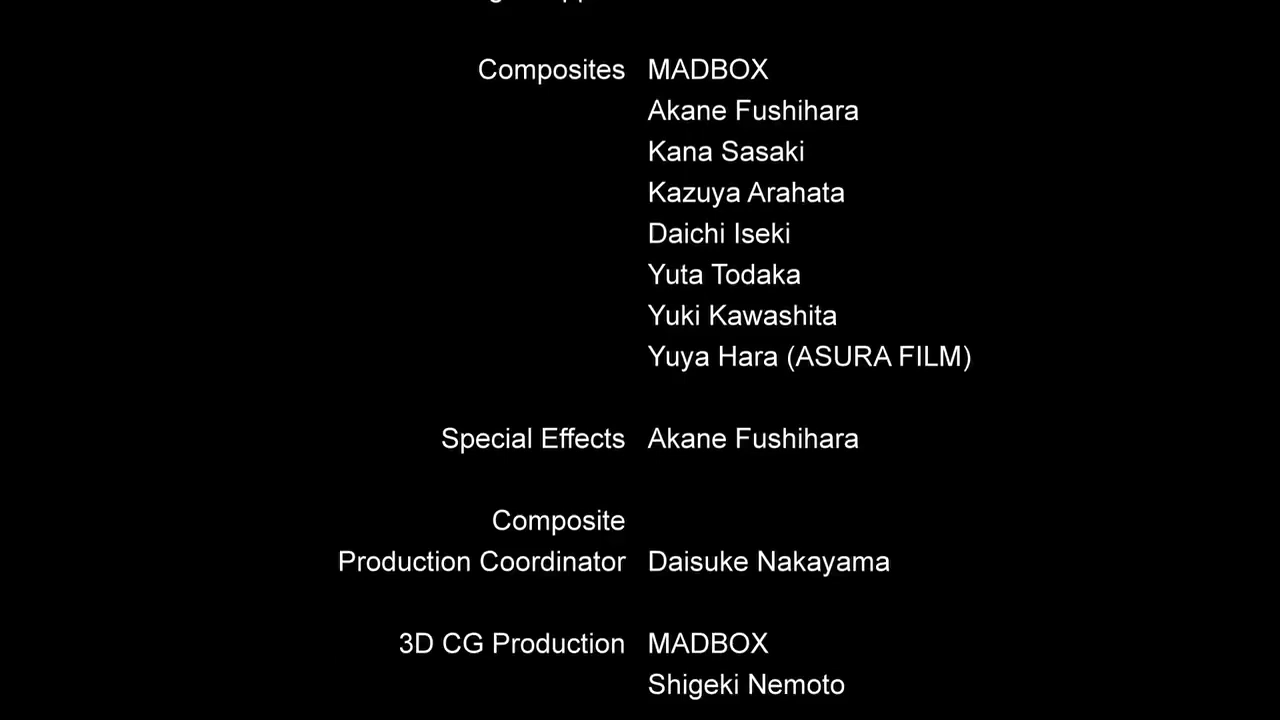 Composites MADBOX
Akane Fushihara
Kana Sasaki
Kazuya Arahata
Daichi Iseki
Yuta Todaka
Yuki Kawashita
Yuya Hara (ASURA FILM)
Special Effects Akane Fushihara
Composite
Production Coordinator Daisuke Nakayama
3D CG Production MADBOX
Shigeki Nemoto